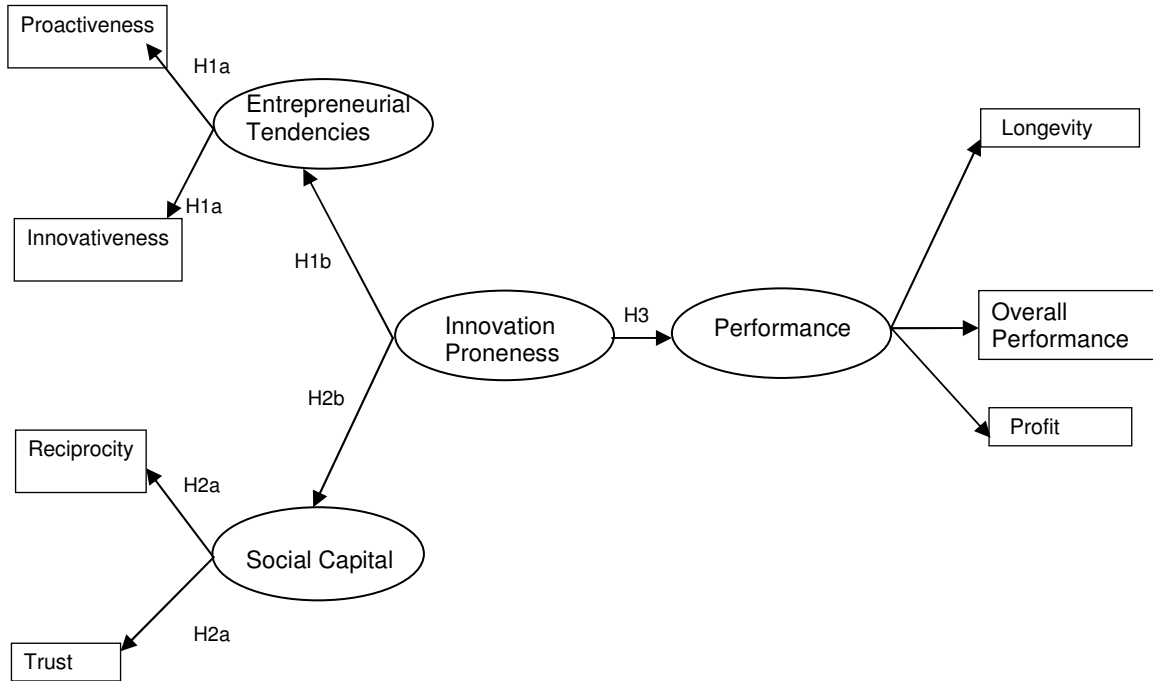 Proactiveness
H1a
Entrepreneurial
Tendencies
Longevity
H1a
Innovativeness
H1b
Innovation
Proneness
H3
Performance
Overall
Performance
H2b
Profit
Reciprocity
H2a
Social Capital
H2a
Trust